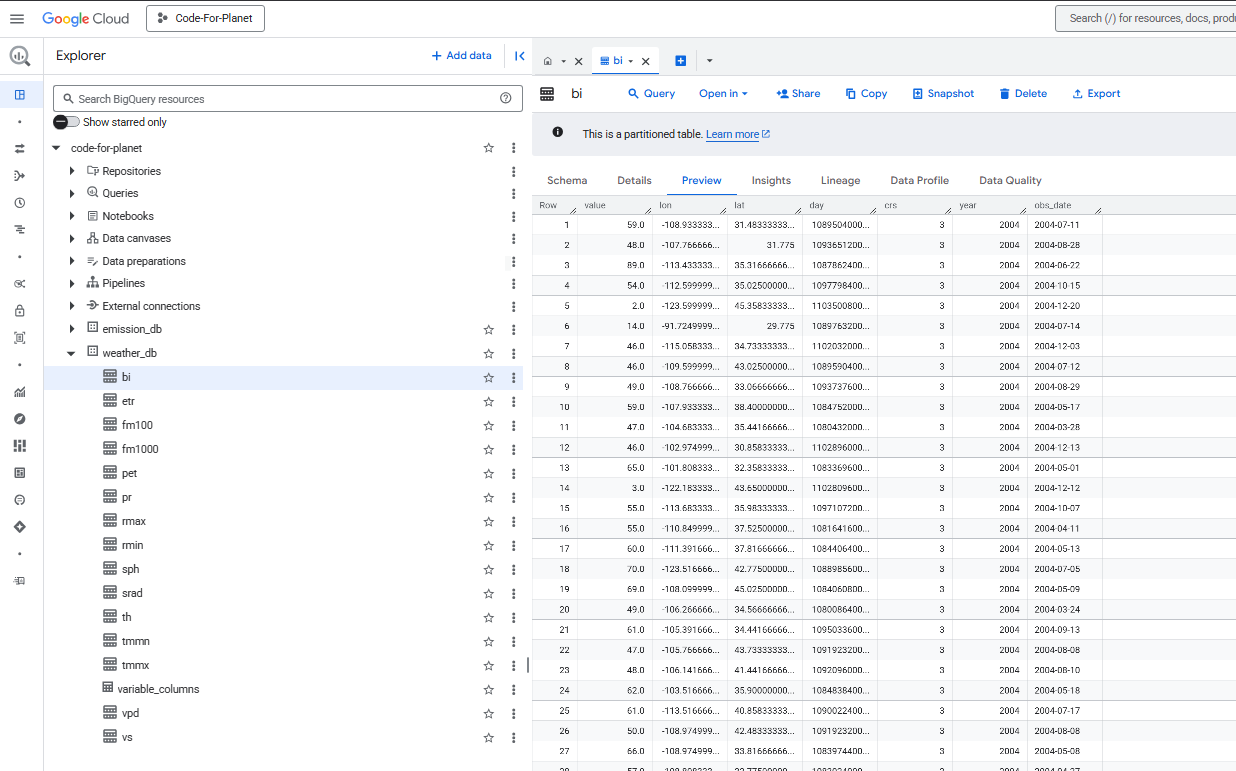 Google Cloud
Code-For-Planet
Search (/) for resources, docs, produ
Explorer
+ Add data
Search BigQuery resources
Show starred only
code-for-planet
Repositories
Queries
Notebooks
Data canvases
Data preparations
Pipelines
External connections
emission_db
weather_db
bi
etr
fm100
fm1000
pet
pr
rmax
rmin
sph
srad
th
tmmn
tmmx
variable_columns
vpd
vs
bi
bi
Query
Open in
Share
Copy
Snapshot
Delete
Export
This is a partitioned table. Learn more
Schema Details Preview Insights Lineage Data Profile Data Quality
Row value lon lat day crs year obs_date
1 59.0 -108.933333... 31.48333333... 1089504000... 3 2004 2004-07-11
2 48.0 -107.766666... 31.775 1093651200... 3 2004 2004-08-28
3 89.0 -113.433333... 35.31666666... 1087862400... 3 2004 2004-06-22
4 54.0 -112.599999... 35.02500000... 1097798400... 3 2004 2004-10-15
5 2.0 -123.599999... 45.35833333... 1103500800... 3 2004 2004-12-20
6 14.0 -91.7249999... 29.775 1089763200... 3 2004 2004-07-14
7 46.0 -115.058333... 34.73333333... 1102032000... 3 2004 2004-12-03
8 46.0 -109.599999... 43.02500000... 1089590400... 3 2004 2004-07-12
9 49.0 -108.766666... 33.06666666... 1093737600... 3 2004 2004-08-29
10 59.0 -107.933333... 38.40000000... 1084752000... 3 2004 2004-05-17
11 47.0 -104.683333... 35.44166666... 1080432000... 3 2004 2004-03-28
12 46.0 -102.974999... 30.85833333... 1102896000... 3 2004 2004-12-13
13 65.0 -101.808333... 32.35833333... 1083369600... 3 2004 2004-05-01
14 3.0 -122.183333... 43.65000000... 1102809600... 3 2004 2004-12-12
15 55.0 -113.683333... 35.98333333... 1097107200... 3 2004 2004-10-07
16 55.0 -110.849999... 37.52500000... 1081641600... 3 2004 2004-04-11
17 60.0 -111.391666... 37.81666666... 1084406400... 3 2004 2004-05-13
18 70.0 -123.516666... 42.77500000... 1088985600... 3 2004 2004-07-05
19 69.0 -108.099999... 45.02500000... 1084060800... 3 2004 2004-05-09
20 49.0 -106.266666... 34.56666666... 1080086400... 3 2004 2004-03-24
21 61.0 -105.391666... 34.44166666... 1095033600... 3 2004 2004-09-13
22 47.0 -105.766666... 43.73333333... 1091923200... 3 2004 2004-08-08
23 48.0 -106.141666... 41.44166666... 1092096000... 3 2004 2004-08-10
24 62.0 -103.516666... 35.90000000... 1084838400... 3 2004 2004-05-18
25 61.0 -113.516666... 40.85833333... 1090022400... 3 2004 2004-07-17
26 50.0 -108.974999... 42.48333333... 1091923200... 3 2004 2004-08-08
27 66.0 -108.974999... 33.81666666... 1083974400... 3 2004 2004-05-08